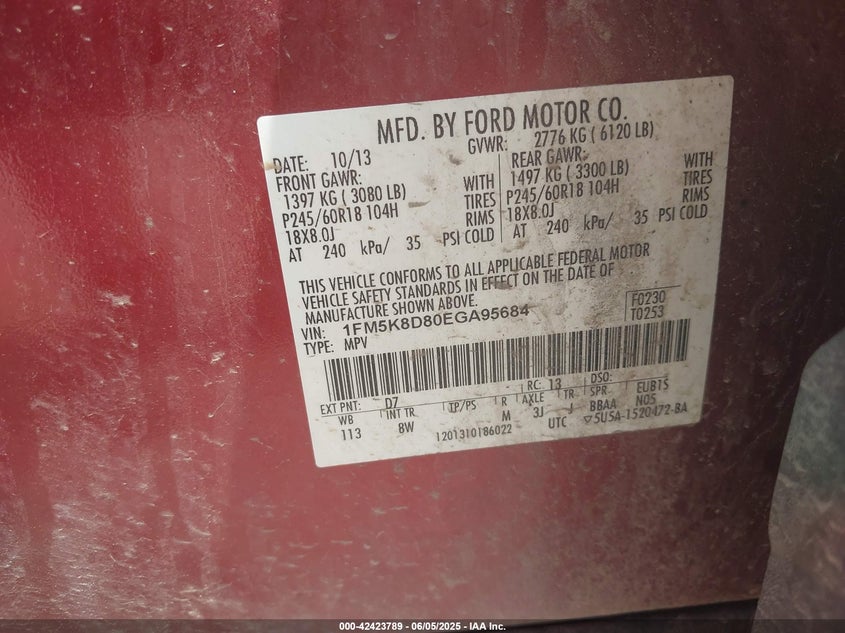 MFD. BY FORD MOTOR CO.
DATE: 10/13 GVWR: 2776 KG ( 6120 LB)
FRONT GAWR: REAR GAWR:
1397 KG ( 3080 LB) WITH 1497 KG ( 3300 LB) WITH
P245/60R18 104H TIRES P245/60R18 104H TIRES
18X8.0J RIMS 18X8.0J RIMS
AT 240 kPa/ 35 PSI COLD AT 240 kPa/ 35 PSI COLD
THIS VEHICLE CONFORMS TO ALL APPLICABLE FEDERAL MOTOR
VEHICLE SAFETY STANDARDS IN EFFECT ON THE DATE OF
MANUFACTURE SHOWN ABOVE.
VIN: 1FM5K8D80EGA95684 F0230
TYPE: MPV T0253
EXT PNT: D7 RC: 13 DSO:
WB INT TR TP/PS R AXLE TR SPR EUB1S
113 8W M 3J J BBAA N05
1201310186022 UTC 5U5A-1520472-BA
000-42423789 - 06/05/2025 - IAA Inc.